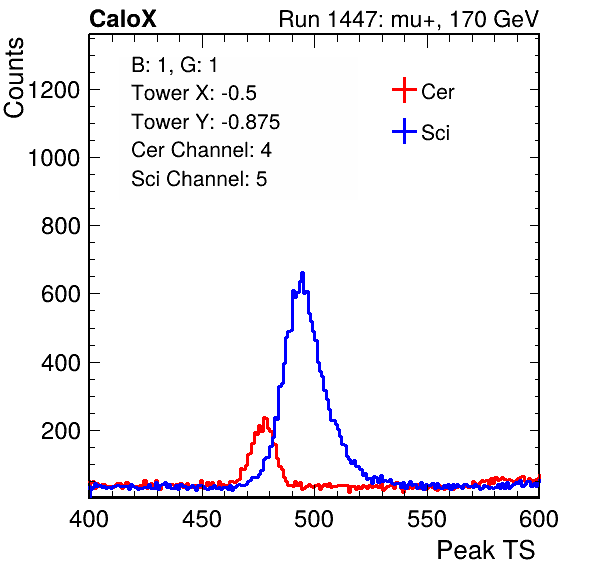 CaloX Run 1447: mu+, 170 GeV
Counts
B: 1, G: 1
Tower X: -0.5
Tower Y: -0.875
Cer Channel: 4
Sci Channel: 5
Cer
Sci
1200
1000
800
600
400
200
400 450 500 550 600
Peak TS